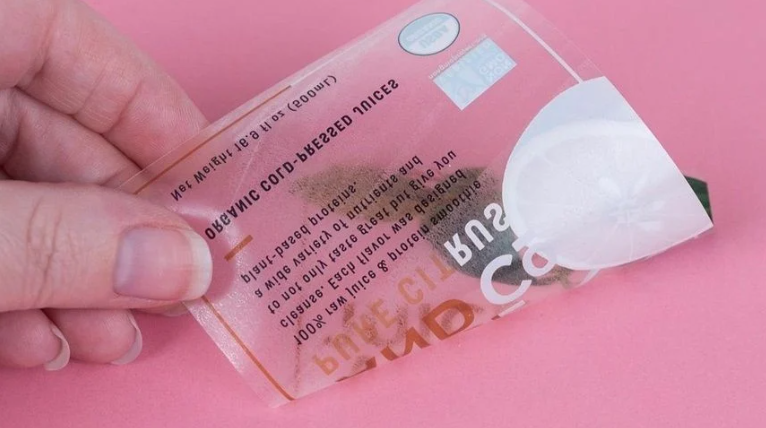 ND Co
PURE CITRUS
100% raw juice & protein smoothie
cleanse. Each flavor was designed
to not only taste great but give you
a wide variety of nutrients and
plant-based proteins.
ORGANIC COLD-PRESSED JUICES
Net Weight 16.9 fl oz (500mL)